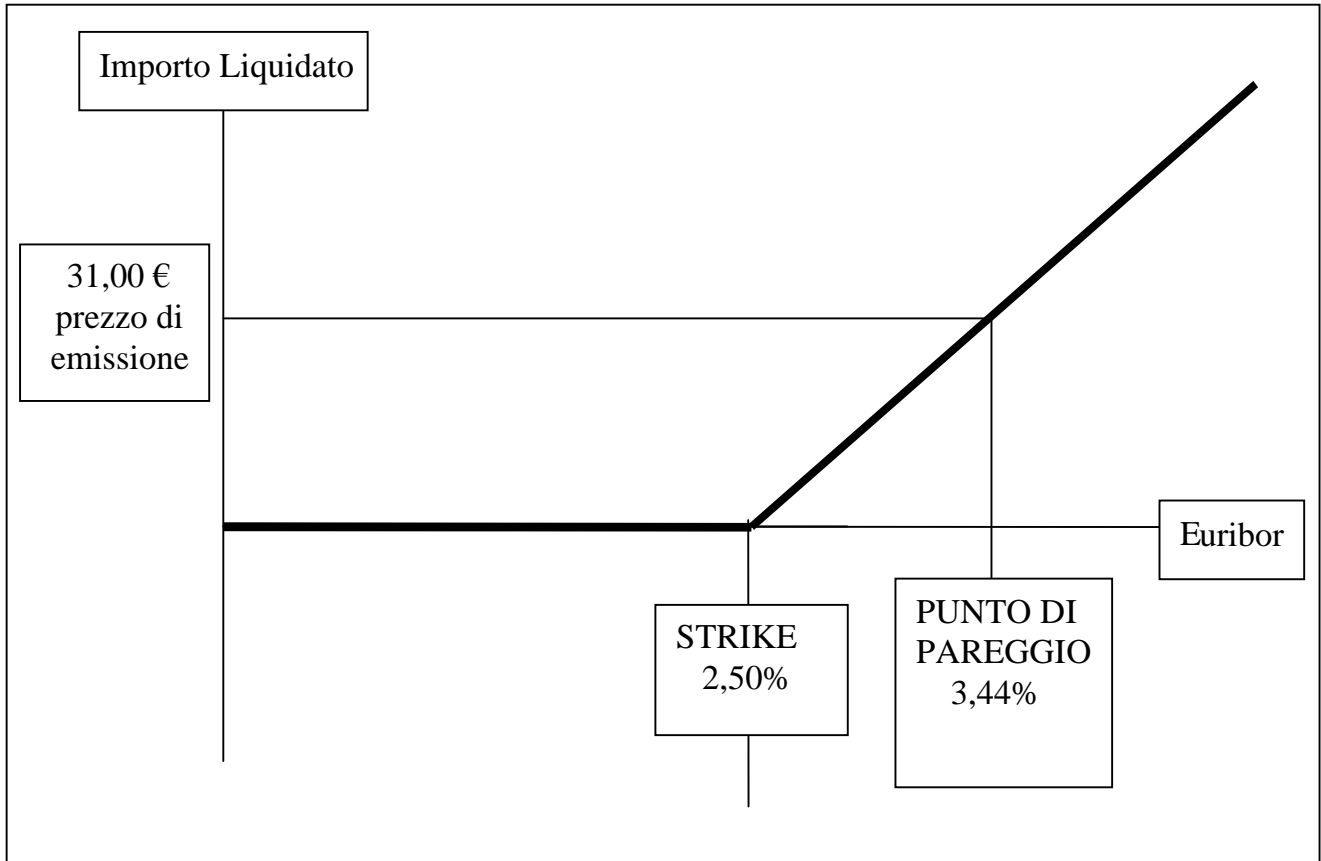 Importo Liquidato
31,00 €
prezzo di
emissione
Euribor
STRIKE
2,50%
PUNTO DI
PAREGGIO
3,44%